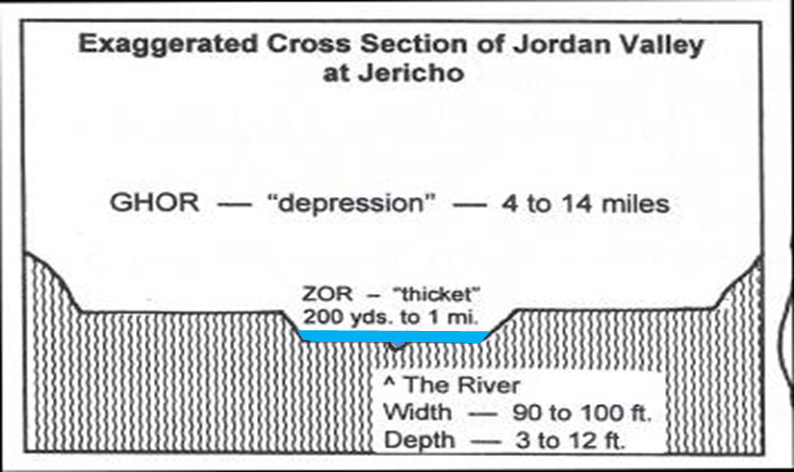 Exaggerated Cross Section of Jordan Valley
at Jericho
GHOR — “depression” — 4 to 14 miles
ZOR – “thicket”
200 yds. to 1 mi.
^ The River
Width — 90 to 100 ft.
Depth — 3 to 12 ft.